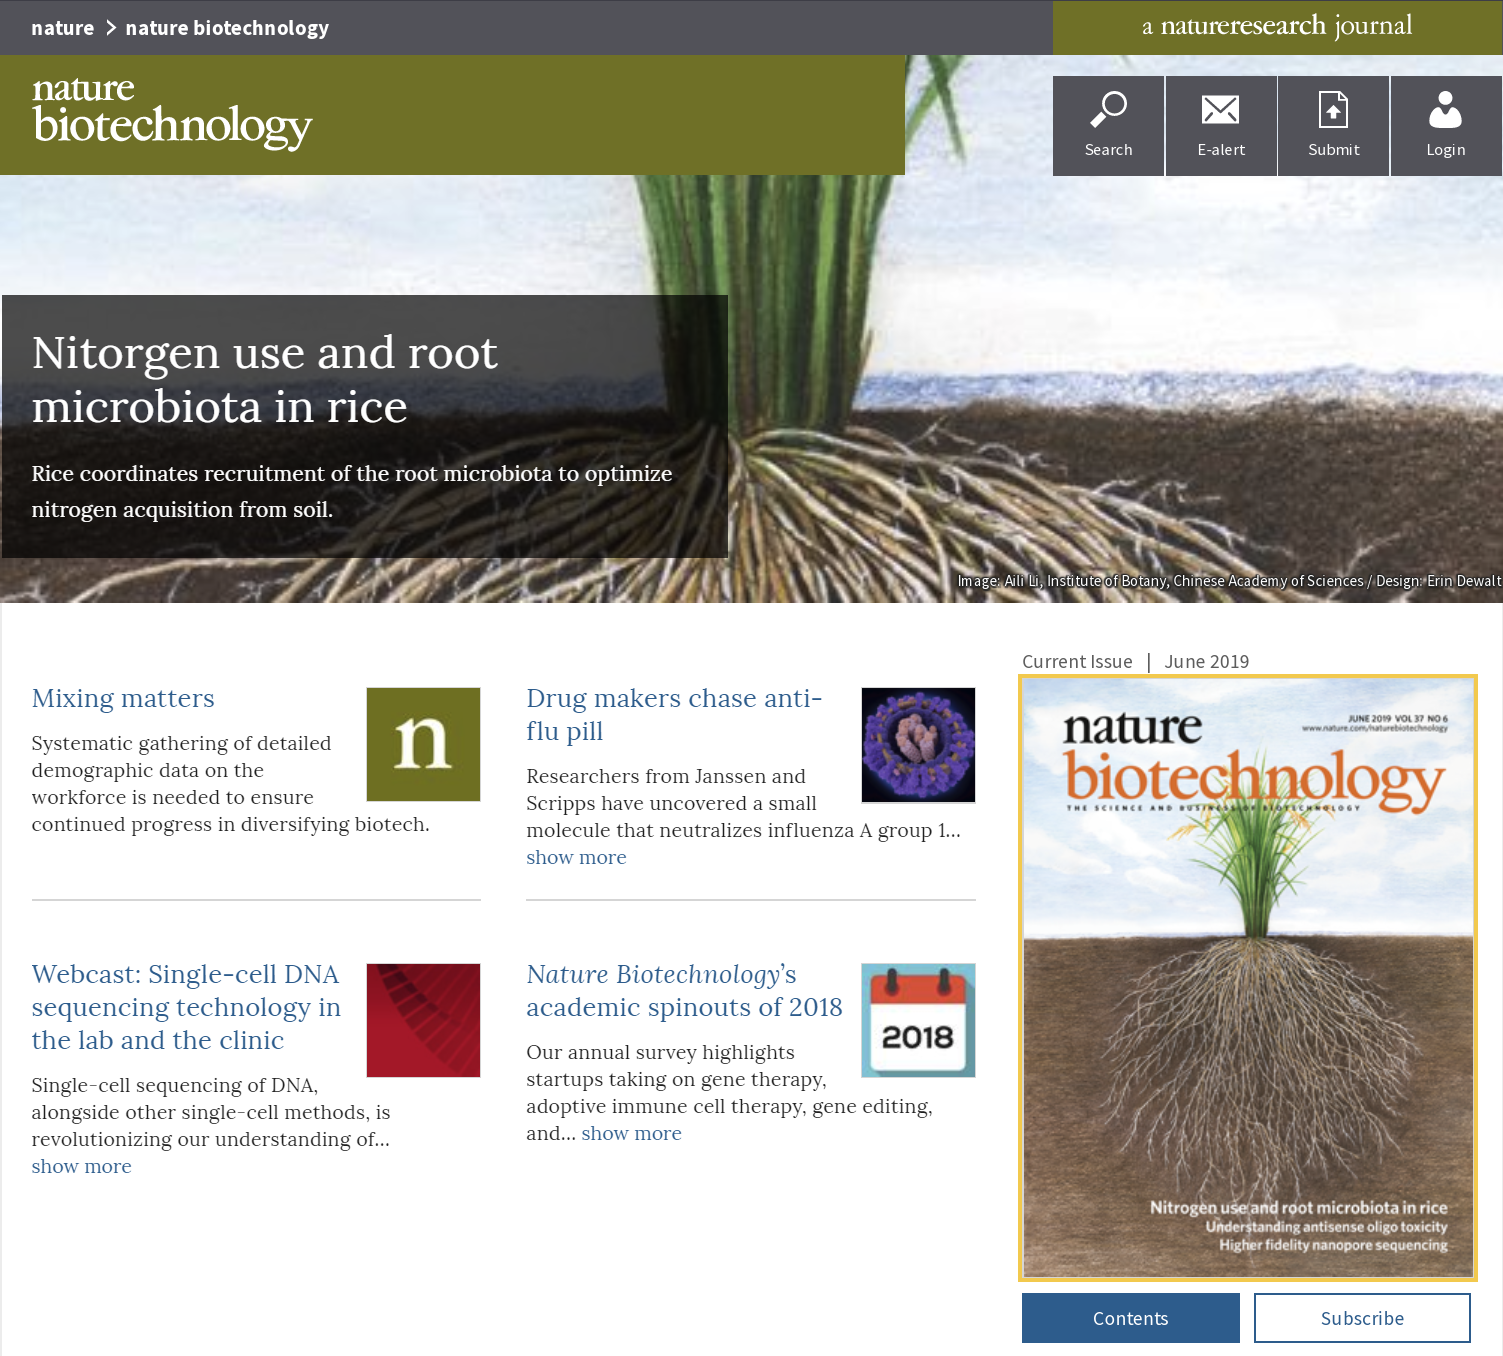 nature > nature biotechnology
a natureresearch journal
nature
biotechnology
Search
E-alert
Submit
Login
Nitorgen use and root
microbiota in rice
Rice coordinates recruitment of the root microbiota to optimize
nitrogen acquisition from soil.
Image: Aili Li, Institute of Botany, Chinese Academy of Sciences / Design: Erin Dewalt
Mixing matters
Systematic gathering of detailed
demographic data on the
workforce is needed to ensure
continued progress in diversifying biotech.
n
Drug makers chase anti-
flu pill
Researchers from Janssen and
Scripps have uncovered a small
molecule that neutralizes influenza A group 1...
show more
Webcast: Single-cell DNA
sequencing technology in
the lab and the clinic
Single-cell sequencing of DNA,
alongside other single-cell methods, is
revolutionizing our understanding of...
show more
Nature Biotechnology’s
academic spinouts of 2018
Our annual survey highlights
startups taking on gene therapy,
adoptive immune cell therapy, gene editing,
and... show more
2018
Current Issue | June 2019
nature
JUNE 2019 VOL 37 NO 6
www.nature.com/naturebiotechnology
biotechnology
THE SCIENCE AND BUSINESS OF BIOTECHNOLOGY
Nitrogen use and root microbiota in rice
Understanding antisense oligo toxicity
Higher fidelity nanopore sequencing
Contents
Subscribe